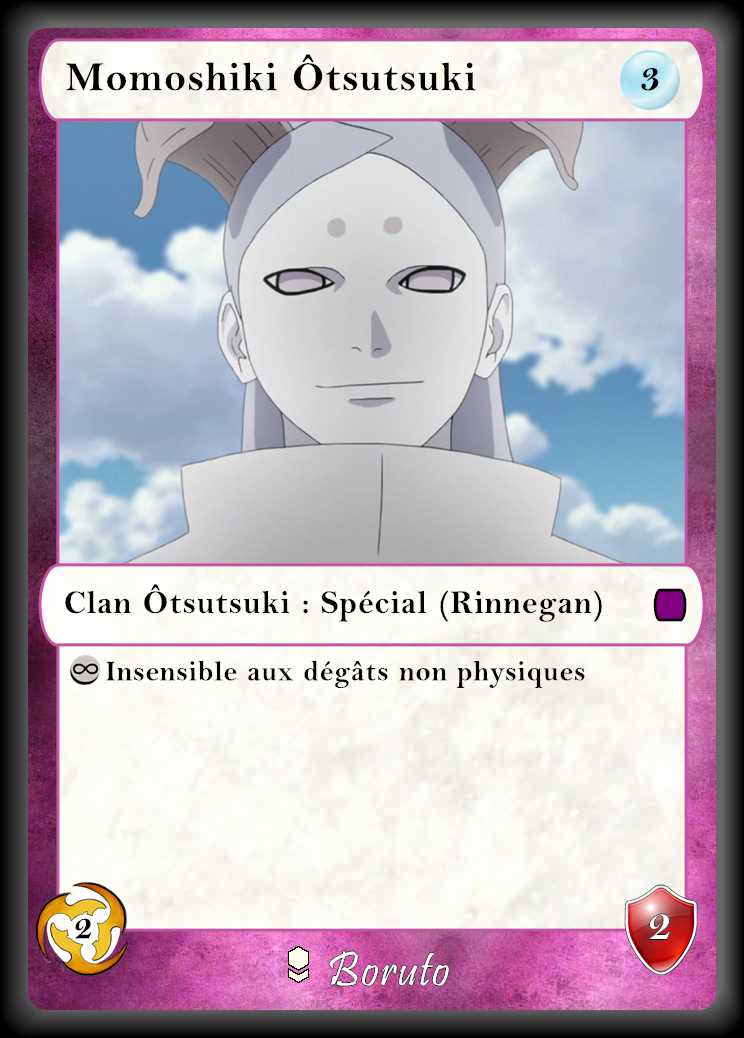 Momoshiki Ôtsutsuki
3
Clan Ôtsutsuki : Spécial (Rinnegan)
∞ Insensible aux dégâts non physiques
2
2
Boruto